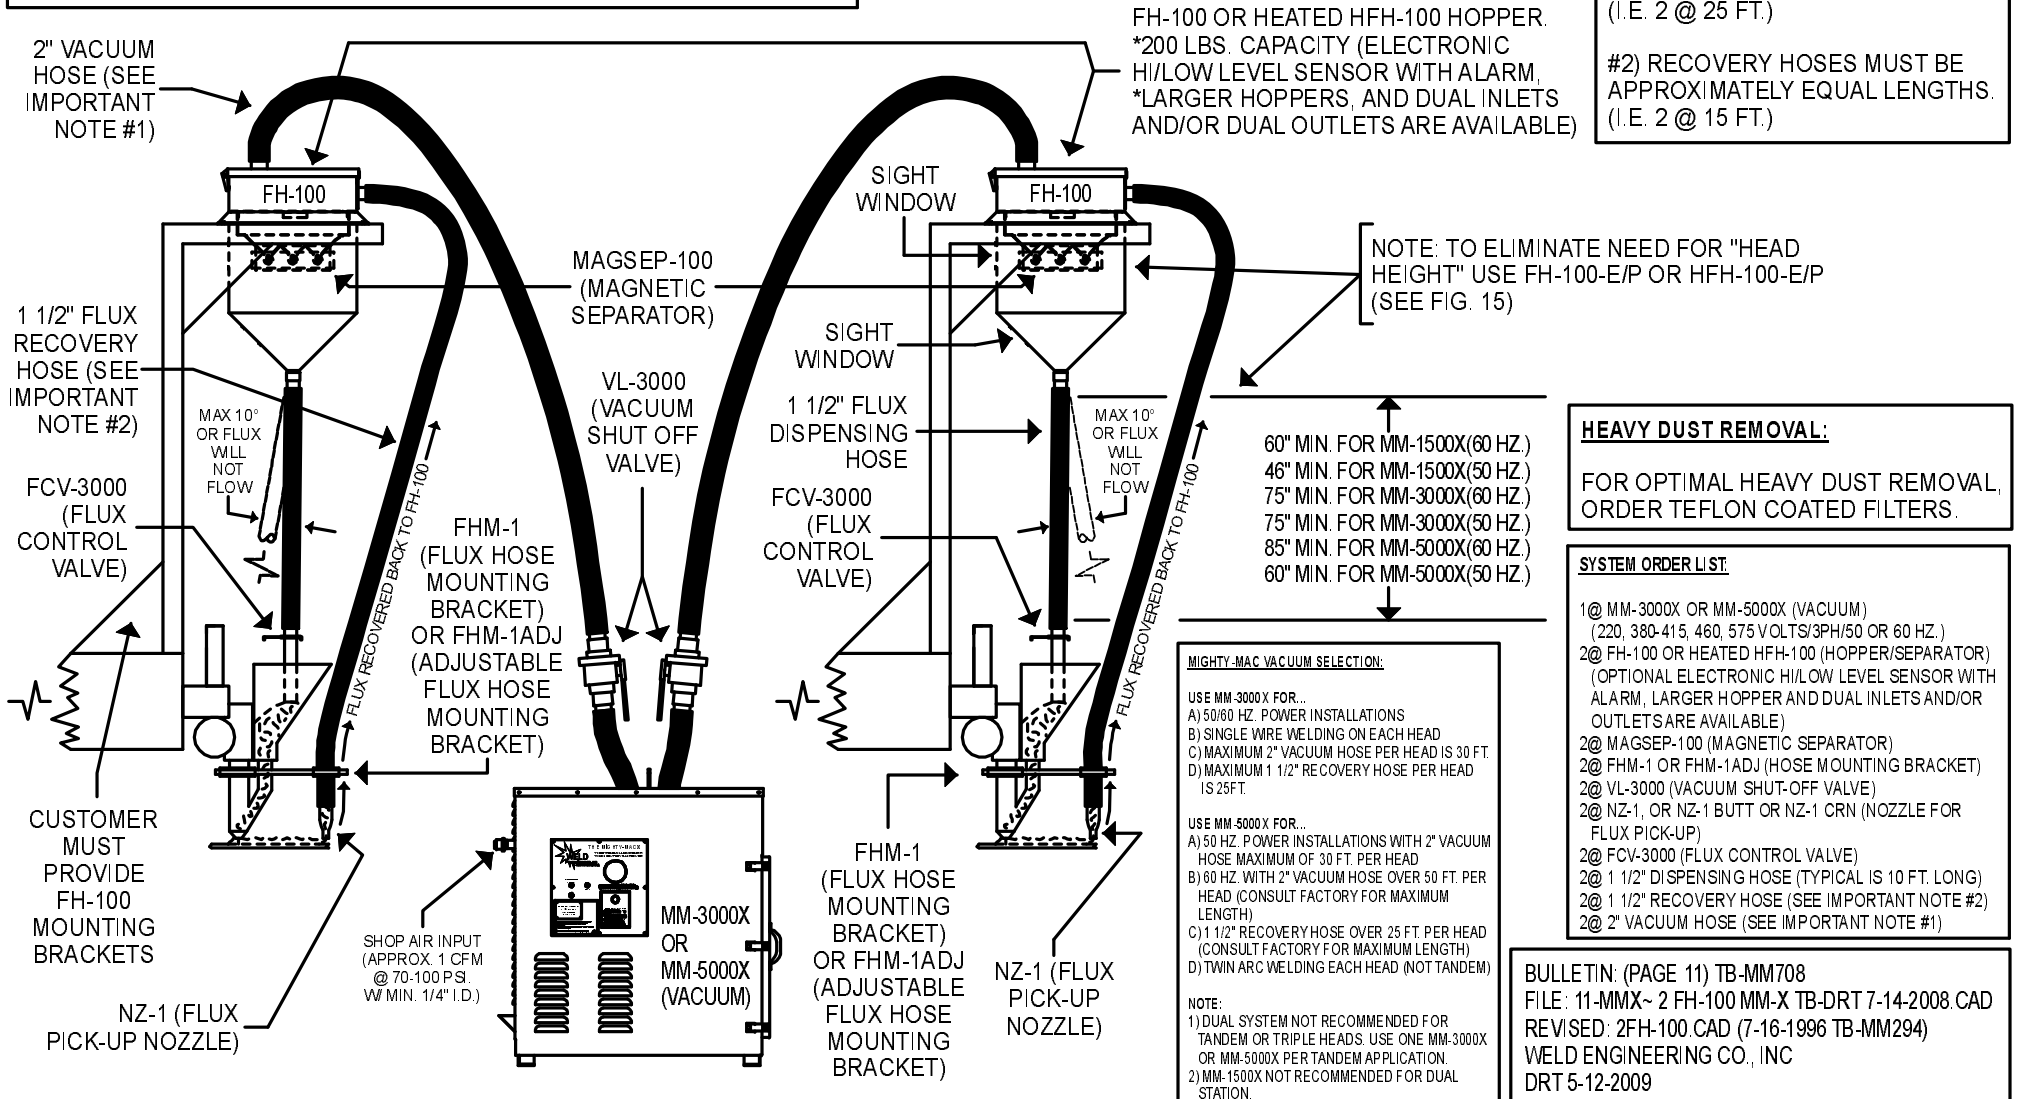 2" VACUUM
HOSE (SEE
IMPORTANT
NOTE #1)
FH-100 OR HEATED HFH-100 HOPPER.
*200 LBS. CAPACITY (ELECTRONIC
HI/LOW LEVEL SENSOR WITH ALARM,
*LARGER HOPPERS, AND DUAL INLETS
AND/OR DUAL OUTLETS ARE AVAILABLE)
(I.E. 2 @ 25 FT.)
#2) RECOVERY HOSES MUST BE
APPROXIMATELY EQUAL LENGTHS.
(I.E. 2 @ 15 FT.)
FH-100
SIGHT
WINDOW
FH-100
MAGSEP-100
(MAGNETIC
SEPARATOR)
NOTE: TO ELIMINATE NEED FOR "HEAD
HEIGHT" USE FH-100-E/P OR HFH-100-E/P
(SEE FIG. 15)
1 1/2" FLUX
RECOVERY
HOSE (SEE
IMPORTANT
NOTE #2)
SIGHT
WINDOW
VL-3000
(VACUUM
SHUT OFF
VALVE)
MAX 10°
OR FLUX
WILL
NOT
FLOW
1 1/2" FLUX
DISPENSING
HOSE
MAX 10°
OR FLUX
WILL
NOT
FLOW
60" MIN. FOR MM-1500X(60 HZ.)
46" MIN. FOR MM-1500X(50 HZ.)
75" MIN. FOR MM-3000X(60 HZ.)
75" MIN. FOR MM-3000X(50 HZ.)
85" MIN. FOR MM-5000X(60 HZ.)
60" MIN. FOR MM-5000X(50 HZ.)
HEAVY DUST REMOVAL:
FOR OPTIMAL HEAVY DUST REMOVAL,
ORDER TEFLON COATED FILTERS.
FCV-3000
(FLUX
CONTROL
VALVE)
FLUX RECOVERED BACK TO FH-100
FHM-1
(FLUX HOSE
MOUNTING
BRACKET)
OR FHM-1ADJ
(ADJUSTABLE
FLUX HOSE
MOUNTING
BRACKET)
FCV-3000
(FLUX
CONTROL
VALVE)
FLUX RECOVERED BACK TO FH-100
SYSTEM ORDER LIST:
1@ MM-3000X OR MM-5000X (VACUUM)
(220, 380-415, 460, 575 VOLTS/3PH/50 OR 60 HZ.)
2@ FH-100 OR HEATED HFH-100 (HOPPER/SEPARATOR)
(OPTIONAL ELECTRONIC HI/LOW LEVEL SENSOR WITH
ALARM, LARGER HOPPER AND DUAL INLETS AND/OR
OUTLETS ARE AVAILABLE)
2@ MAGSEP-100 (MAGNETIC SEPARATOR)
2@ FHM-1 OR FHM-1ADJ (HOSE MOUNTING BRACKET)
2@ VL-3000 (VACUUM SHUT-OFF VALVE)
2@ NZ-1, OR NZ-1 BUTT OR NZ-1 CRN (NOZZLE FOR
FLUX PICK-UP)
2@ FCV-3000 (FLUX CONTROL VALVE)
2@ 1 1/2" DISPENSING HOSE (TYPICAL IS 10 FT. LONG)
2@ 1 1/2" RECOVERY HOSE (SEE IMPORTANT NOTE #2)
2@ 2" VACUUM HOSE (SEE IMPORTANT NOTE #1)
MIGHTY-MAC VACUUM SELECTION:
USE MM-3000X FOR...
A) 50/60 HZ. POWER INSTALLATIONS
B) SINGLE WIRE WELDING ON EACH HEAD
C) MAXIMUM 2" VACUUM HOSE PER HEAD IS 30 FT.
D) MAXIMUM 1 1/2" RECOVERY HOSE PER HEAD
IS 25FT.
USE MM-5000X FOR...
A) 50 HZ. POWER INSTALLATIONS WITH 2" VACUUM
HOSE MAXIMUM OF 30 FT. PER HEAD
B) 60 HZ. WITH 2" VACUUM HOSE OVER 50 FT. PER
HEAD (CONSULT FACTORY FOR MAXIMUM
LENGTH)
C) 1 1/2" RECOVERY HOSE OVER 25 FT. PER HEAD
(CONSULT FACTORY FOR MAXIMUM LENGTH)
D) TWIN ARC WELDING EACH HEAD (NOT TANDEM)
NOTE:
1) DUAL SYSTEM NOT RECOMMENDED FOR
TANDEM OR TRIPLE HEADS. USE ONE MM-3000X
OR MM-5000X PER TANDEM APPLICATION.
2) MM-1500X NOT RECOMMENDED FOR DUAL
STATION.
CUSTOMER
MUST
PROVIDE
FH-100
MOUNTING
BRACKETS
NZ-1 (FLUX
PICK-UP NOZZLE)
SHOP AIR INPUT
(APPROX. 1 CFM
@ 70-100 PSI.
W/ MIN. 1/4" I.D.)
THE MIGHTY-MACX
WELD
MM-3000X
OR
MM-5000X
(VACUUM)
FHM-1
(FLUX HOSE
MOUNTING
BRACKET)
OR FHM-1ADJ
(ADJUSTABLE
FLUX HOSE
MOUNTING
BRACKET)
NZ-1 (FLUX
PICK-UP
NOZZLE)
BULLETIN: (PAGE 11) TB-MM708
FILE: 11-MMX~ 2 FH-100 MM-X TB-DRT 7-14-2008.CAD
REVISED: 2FH-100.CAD (7-16-1996 TB-MM294)
WELD ENGINEERING CO., INC
DRT 5-12-2009